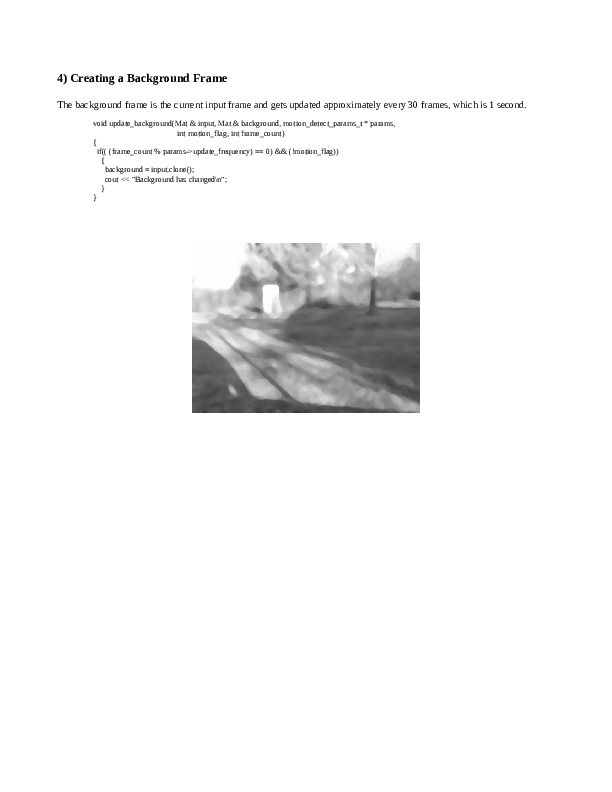 4) Creating a Background Frame
The background frame is the current input frame and gets updated approximately every 30 frames, which is 1 second.
void update_background(Mat & input, Mat & background, motion_detect_params_t * params,
int motion_flag, int frame_count)
{
if(( (frame_count % params->update_frequency) == 0) && (!motion_flag))
{
background = input.clone();
cout << "Background has changed\n";
}
}